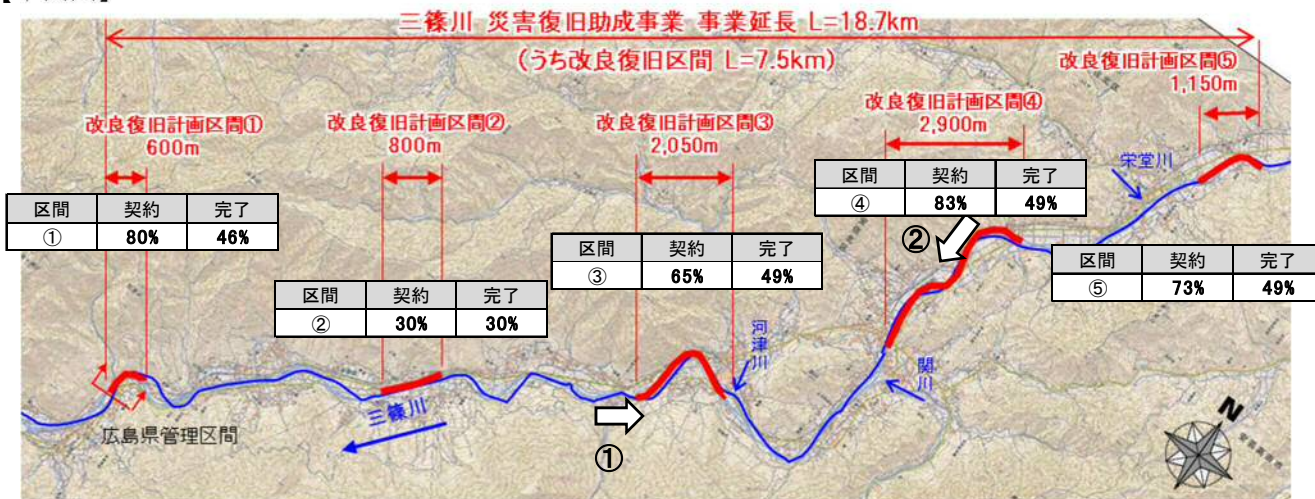 三篠川 災害復旧助成事業 事業延長 L=18.7km
(うち改良復旧区間 L=7.5km)
改良復旧計画区間⑤
1,150m
改良復旧計画区間④
2,900m
改良復旧計画区間①
600m
改良復旧計画区間②
800m
改良復旧計画区間③
2,050m
栄堂川
区間 契約 完了
④ 83% 49%
区間 契約 完了
① 80% 46%
②
区間 契約 完了
③ 65% 49%
区間 契約 完了
⑤ 73% 49%
区間 契約 完了
② 30% 30%
河津川
関川
三篠川
広島県管理区間
①
N